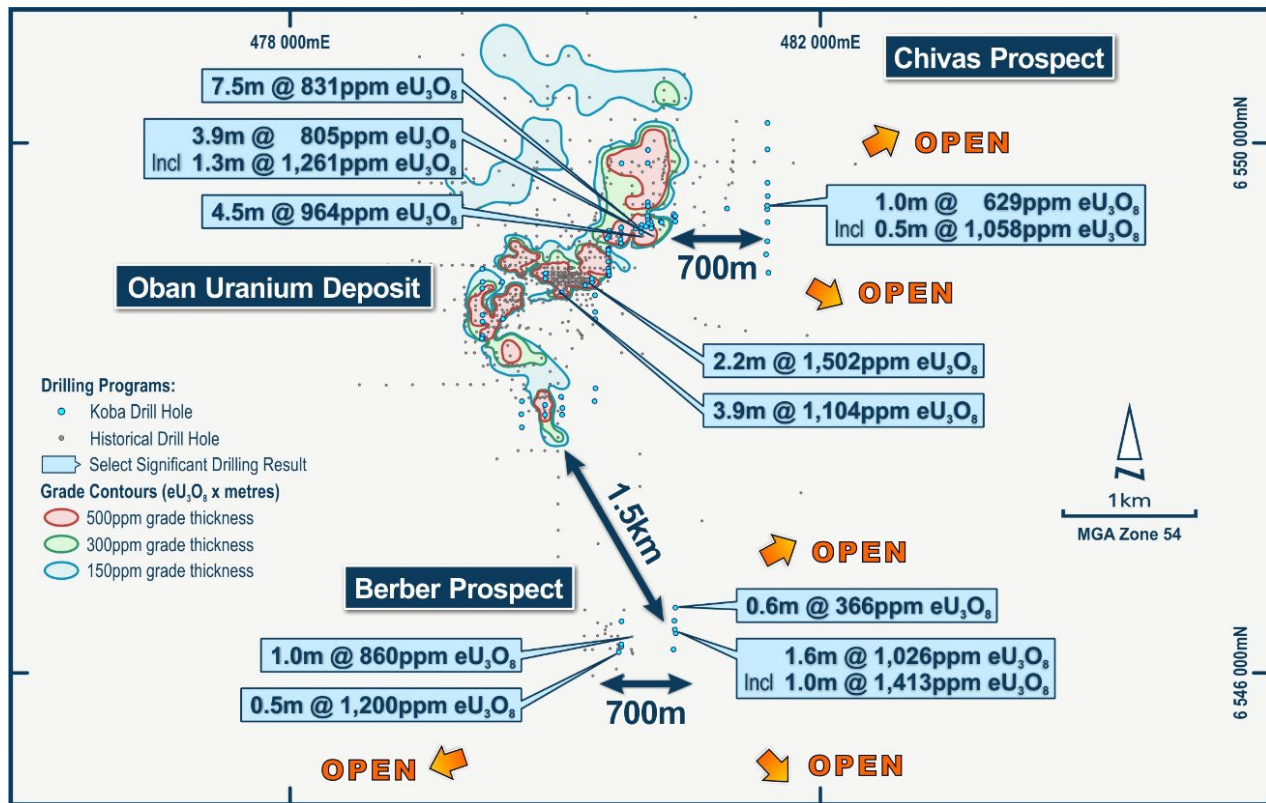 478 000mE
482 000mE
Chivas Prospect
7.5m @ 831ppm eU₃O₈
3.9m @ 805ppm eU₃O₈
Incl 1.3m @ 1,261ppm eU₃O₈
4.5m @ 964ppm eU₃O₈
OPEN
6 550 000mN
1.0m @ 629ppm eU₃O₈
Incl 0.5m @ 1,058ppm eU₃O₈
700m
Oban Uranium Deposit
OPEN
2.2m @ 1,502ppm eU₃O₈
3.9m @ 1,104ppm eU₃O₈
Drilling Programs:
Koba Drill Hole
Historical Drill Hole
Select Significant Drilling Result
Grade Contours (eU₃O₈ x metres)
500ppm grade thickness
300ppm grade thickness
150ppm grade thickness
N
1km
MGA Zone 54
1.5km
OPEN
Berber Prospect
0.6m @ 366ppm eU₃O₈
1.0m @ 860ppm eU₃O₈
1.6m @ 1,026ppm eU₃O₈
Incl 1.0m @ 1,413ppm eU₃O₈
0.5m @ 1,200ppm eU₃O₈
700m
6 546 000mN
OPEN
OPEN